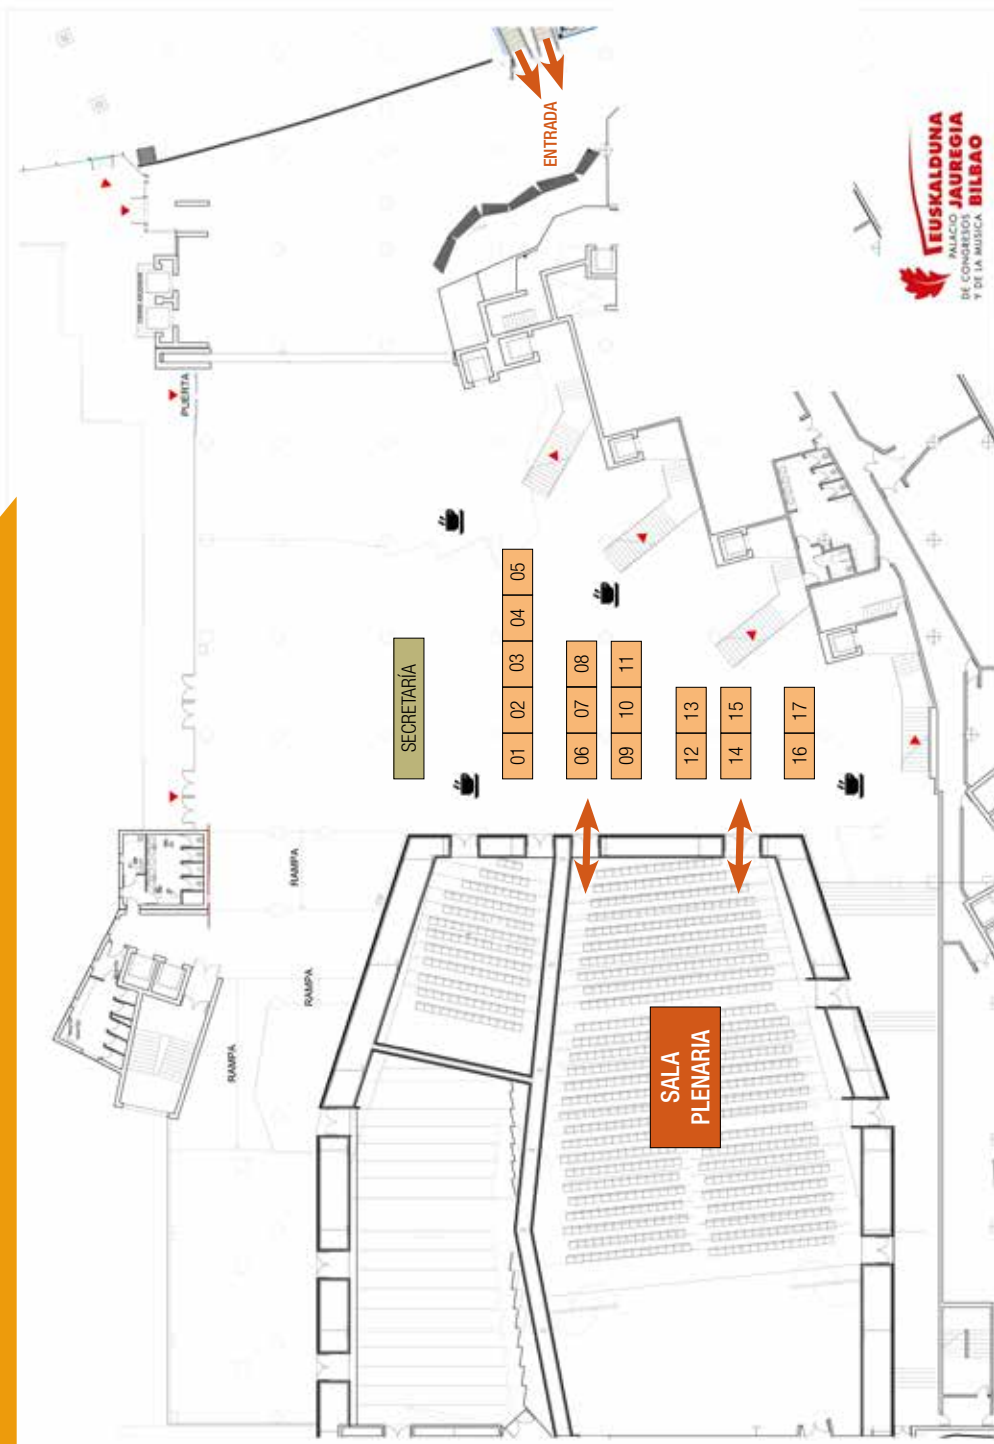 ENTRADA
EUSKALDUNA
PALACIO JAUREGIA
DE CONGRESOS BILBAO
Y DE LA MUSICA
PUERTA
SECRETARÍA
01 02 03 04 05
06 07 08
09 10 11
12 13
14 15
16 17
RAMPA
RAMPA
RAMPA
SALA
PLENARIA